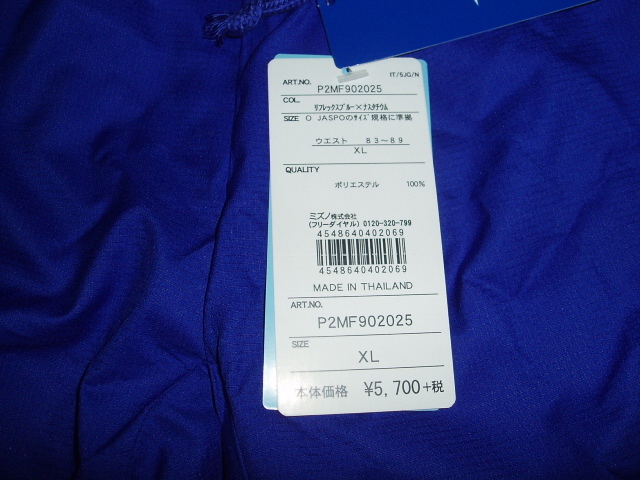 ART.NO.
IT/SJG/N
P2MF902025
COL.
リフレックスブルー×ナスタチウム
SIZE O JASPOのサイズ規格に準拠
ウエスト 83～89
XL
QUALITY
ポリエステル 100%
ミズノ株式会社
(フリーダイヤル) 0120-320-799
4548640402069
4548640402069
MADE IN THAILAND
ART.NO.
P2MF902025
SIZE
XL
本体価格 ¥5,700+税